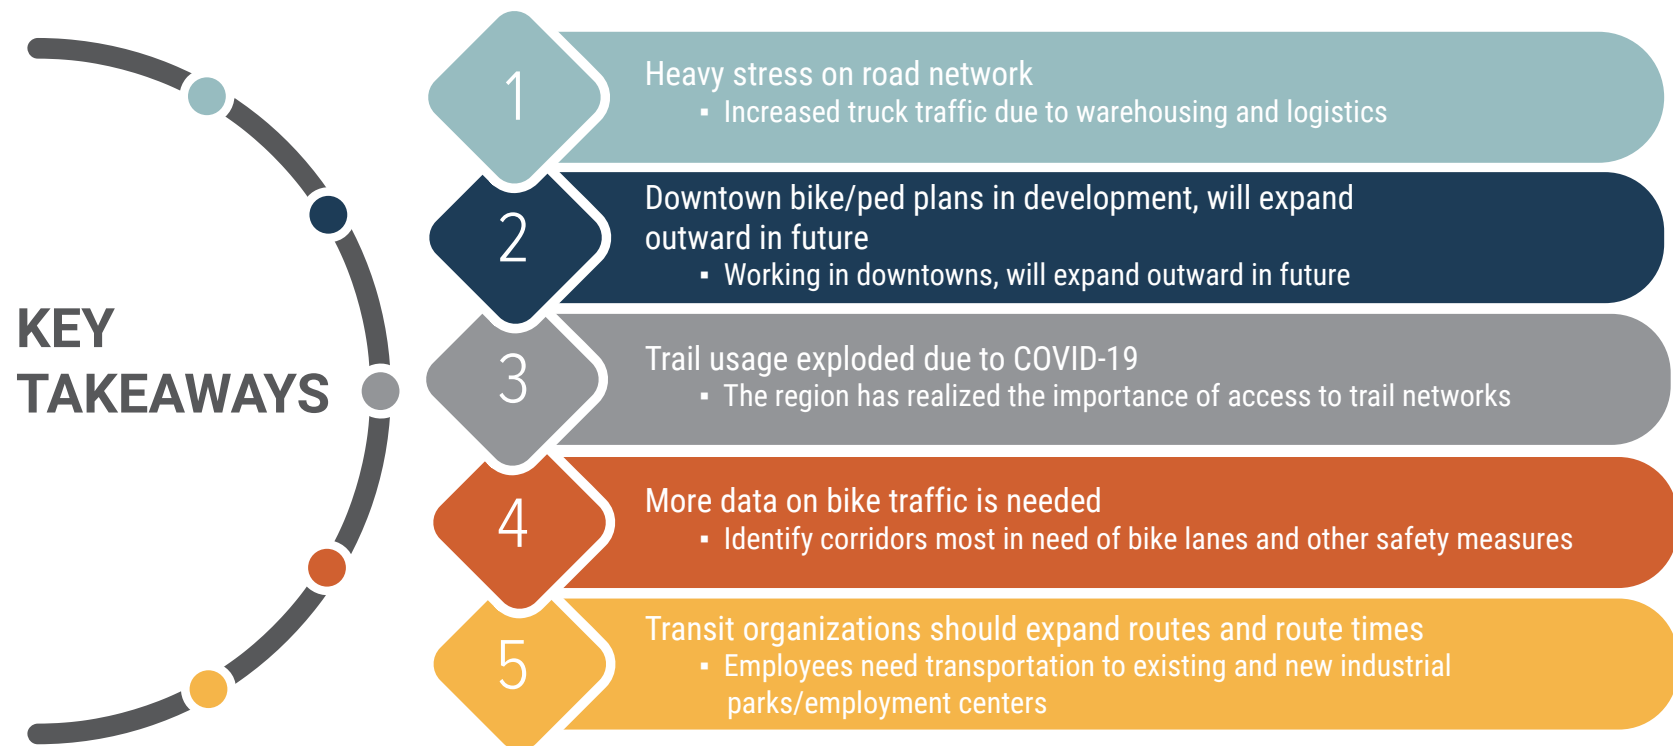 KEY
TAKEAWAYS
1
Heavy stress on road network
▪ Increased truck traffic due to warehousing and logistics
2
Downtown bike/ped plans in development, will expand
outward in future
▪ Working in downtowns, will expand outward in future
3
Trail usage exploded due to COVID-19
▪ The region has realized the importance of access to trail networks
4
More data on bike traffic is needed
▪ Identify corridors most in need of bike lanes and other safety measures
5
Transit organizations should expand routes and route times
▪ Employees need transportation to existing and new industrial
parks/employment centers